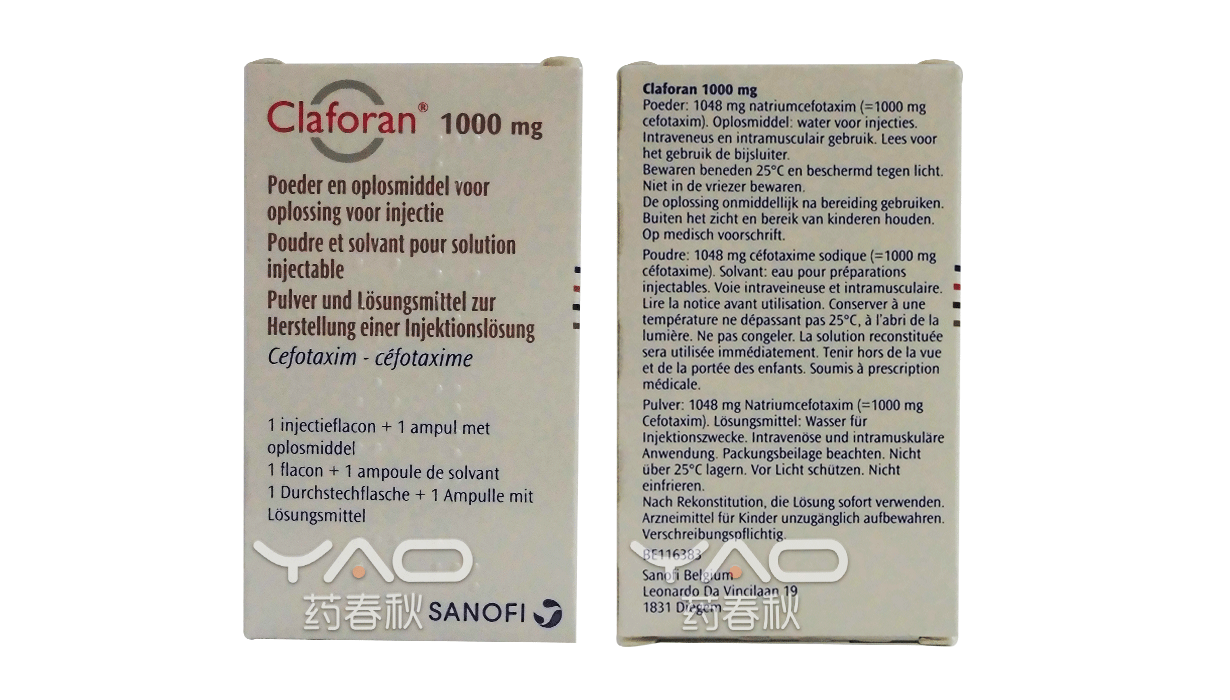 Claforan® 1000 mg
Poeder en oplosmiddel voor
oplossing voor injectie
Poudre et solvant pour solution
injectable
Pulver und Lösungsmittel zur
Herstellung einer Injektionslösung
Cefotaxim - céfotaxime
1 injectieflacon + 1 ampul met
oplosmiddel
1 flacon + 1 ampoule de solvant
1 Durchstechflasche + 1 Ampulle mit
Lösungsmittel
YAO
药春秋
SANOFI
Claforan 1000 mg
Poeder: 1048 mg natriumcefotaxim (=1000 mg
cefotaxim). Oplosmiddel: water voor injecties.
Intraveneus en intramusculair gebruik. Lees voor
het gebruik de bijsluiter.
Bewaren beneden 25°C en beschermd tegen licht.
Niet in de vriezer bewaren.
De oplossing onmiddellijk na bereiding gebruiken.
Buiten het zicht en bereik van kinderen houden.
Op medisch voorschrift.
Poudre: 1048 mg céfotaxime sodique (=1000 mg
céfotaxime). Solvant: eau pour préparations
injectables. Voie intraveineuse et intramusculaire.
Lire la notice avant utilisation. Conserver à une
température ne dépassant pas 25°C, à l'abri de la
lumière. Ne pas congeler. La solution reconstituée
sera utilisée immédiatement. Tenir hors de la vue
et de la portée des enfants. Soumis à prescription
médicale.
Pulver: 1048 mg Natriumcefotaxim (=1000 mg
Cefotaxim). Lösungsmittel: Wasser für
Injektionszwecke. Intravenöse und intramuskuläre
Anwendung. Packungsbeilage beachten. Nicht
über 25°C lagern. Vor Licht schützen. Nicht
einfrieren.
Nach Rekonstitution, die Lösung sofort verwenden.
Arzneimittel für Kinder unzugänglich aufbewahren.
Verschreibungspflichtig.
BE116383
Sanofi Belgium
Leonardo Da Vincilaan 19
1831 Diegem
YAO
药春秋